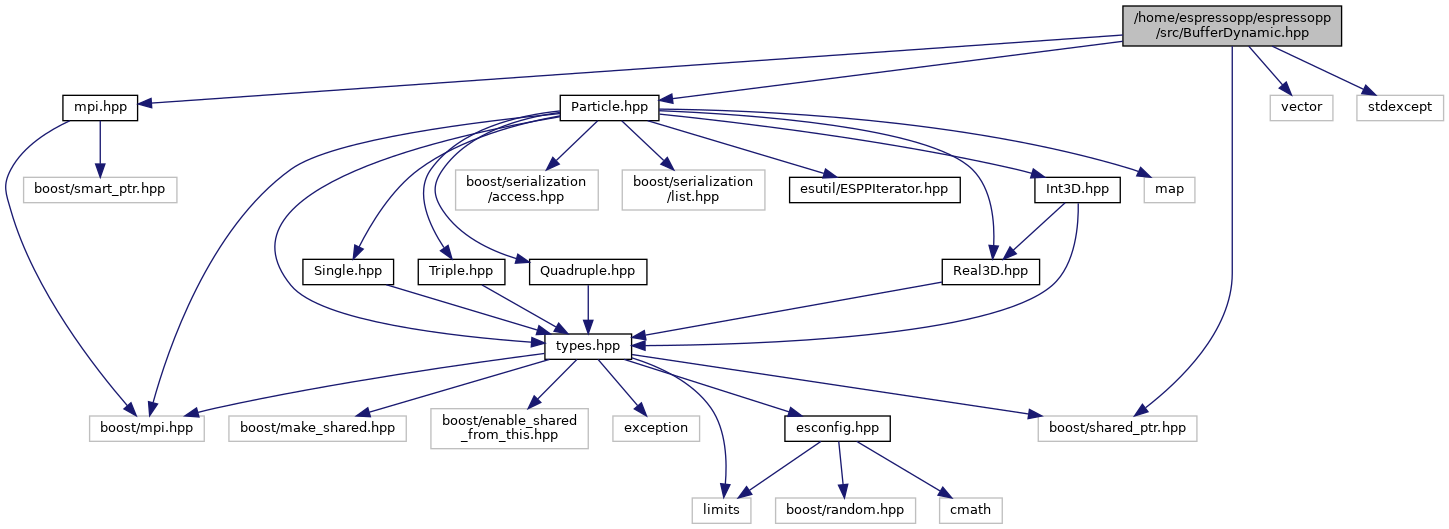 /home/espressopp/espressopp
/src/BufferDynamic.hpp
mpi.hpp
Particle.hpp
vector
stdexcept
boost/smart_ptr.hpp
boost/serialization
/access.hpp
boost/serialization
/list.hpp
esutil/ESPPIterator.hpp
Int3D.hpp
map
Single.hpp
Triple.hpp
Quadruple.hpp
Real3D.hpp
types.hpp
boost/mpi.hpp
boost/make_shared.hpp
boost/enable_shared
_from_this.hpp
exception
esconfig.hpp
boost/shared_ptr.hpp
limits
boost/random.hpp
cmath